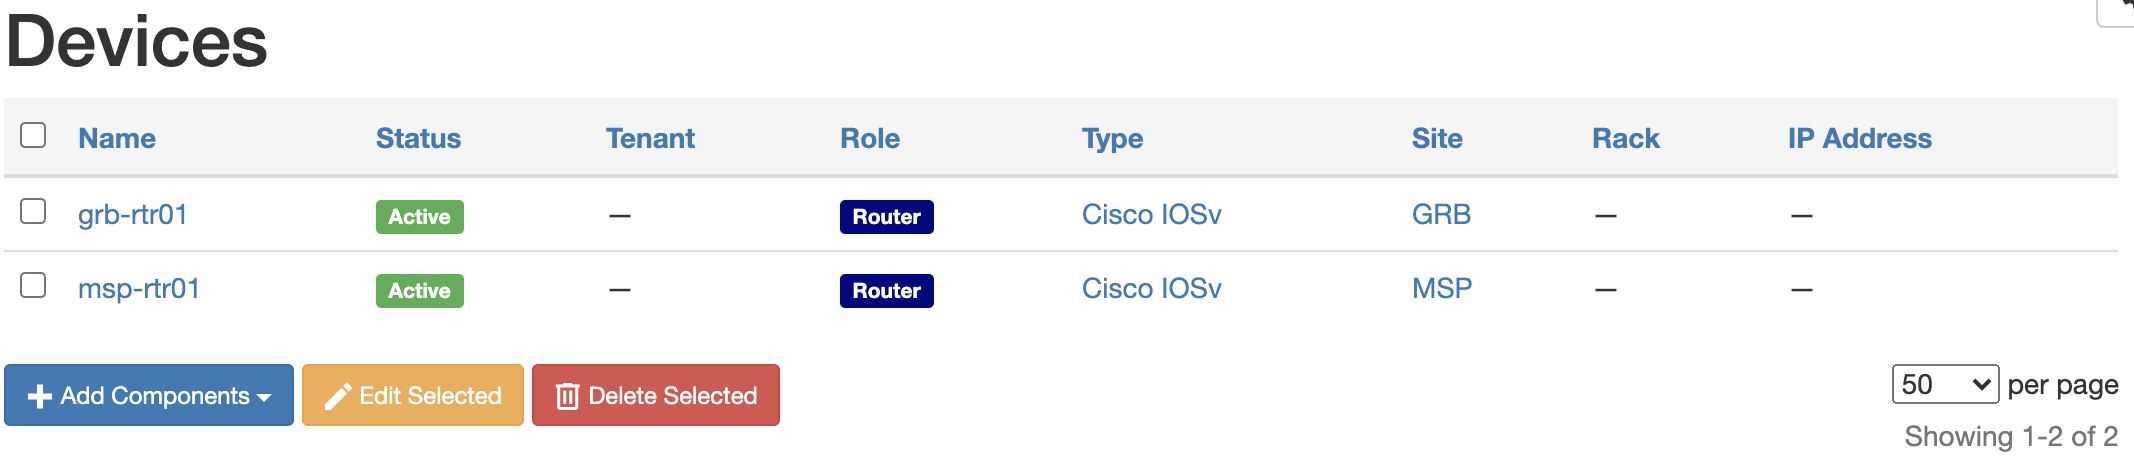 Devices
Name Status Tenant Role Type Site Rack IP Address
grb-rtr01 Active — Router Cisco IOSv GRB — —
msp-rtr01 Active — Router Cisco IOSv MSP — —
Add Components Edit Selected Delete Selected 50 per page
Showing 1-2 of 2